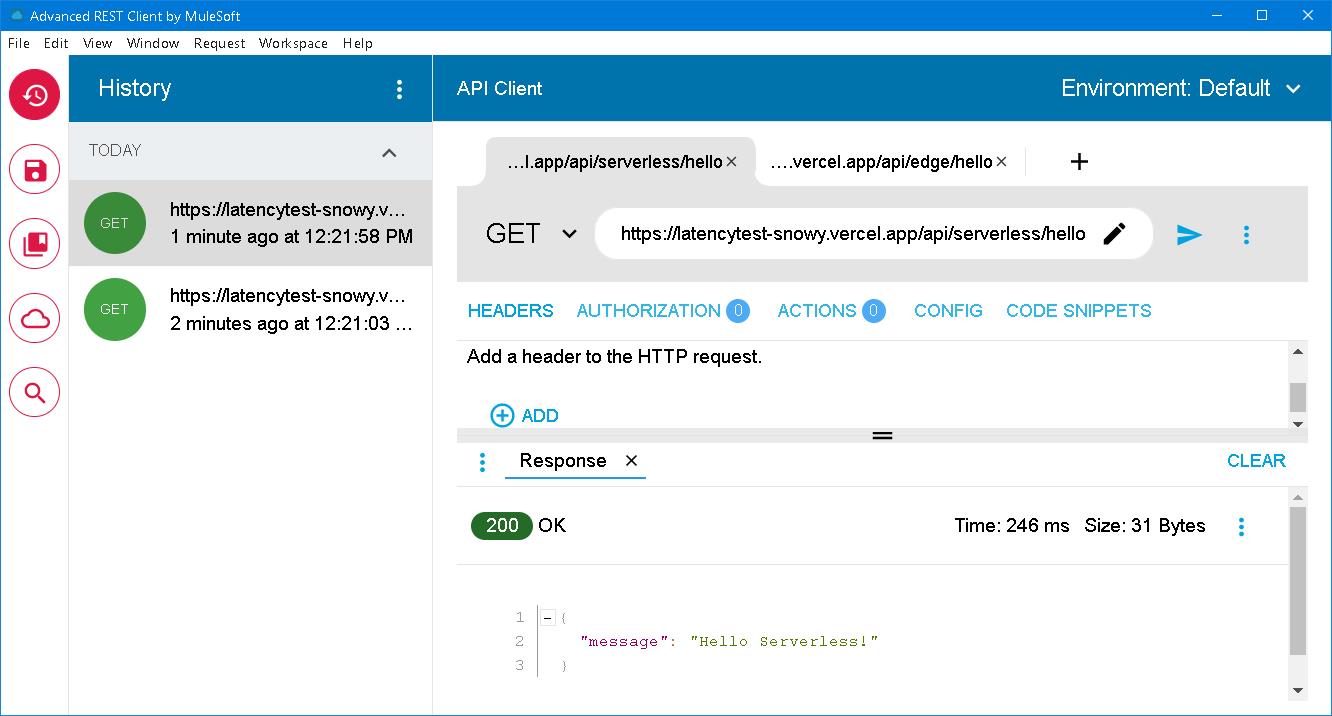 Advanced REST Client by MuleSoft
File Edit View Window Request Workspace Help
History
API Client
Environment: Default
TODAY
GET
https://latencytest-snowy.v…
1 minute ago at 12:21:58 PM
GET
https://latencytest-snowy.v…
2 minutes ago at 12:21:03 …
…l.app/api/serverless/hello
….vercel.app/api/edge/hello
GET
https://latencytest-snowy.vercel.app/api/serverless/hello
HEADERS AUTHORIZATION 0 ACTIONS 0 CONFIG CODE SNIPPETS
Add a header to the HTTP request.
ADD
Response
CLEAR
200 OK
Time: 246 ms Size: 31 Bytes
1 {
2 "message": "Hello Serverless!"
3 }